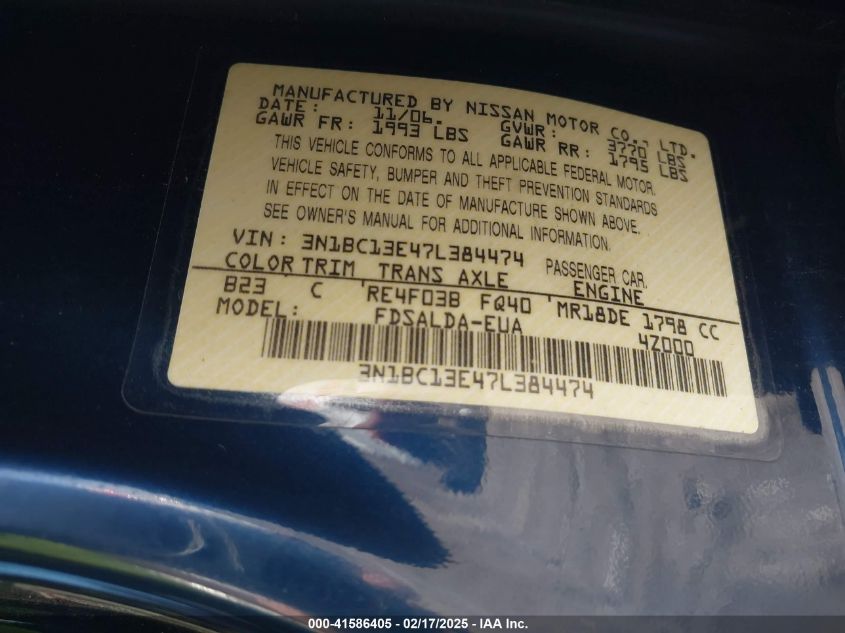 MANUFACTURED BY NISSAN MOTOR CO., LTD.
DATE: 11/06. GVWR: 3770 LBS
GAWR FR: 1993 LBS GAWR RR: 1795 LBS
THIS VEHICLE CONFORMS TO ALL APPLICABLE FEDERAL MOTOR
VEHICLE SAFETY, BUMPER AND THEFT PREVENTION STANDARDS
IN EFFECT ON THE DATE OF MANUFACTURE SHOWN ABOVE.
SEE OWNER'S MANUAL FOR ADDITIONAL INFORMATION.
VIN: 3N1BC13E47L384474 PASSENGER CAR.
COLOR TRIM TRANS AXLE ENGINE
B23 C RE4F03B FQ40 MR18DE 1798 CC
MODEL: FDSALDA-EUA 4Z000
3N1BC13E47L384474
000-41586405 - 02/17/2025 - IAA Inc.